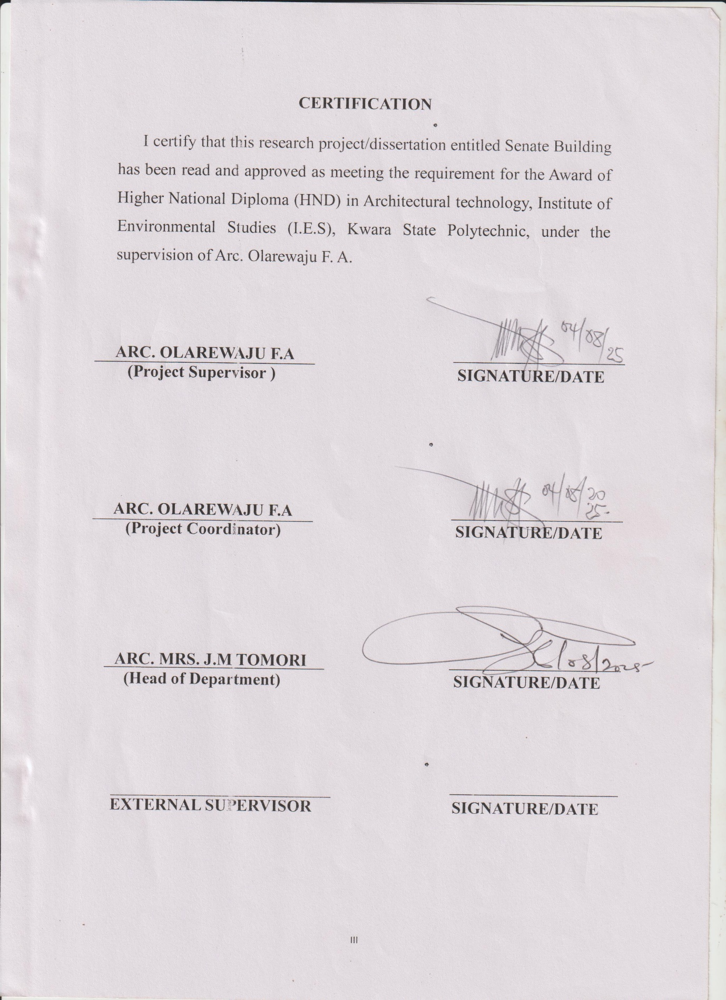 CERTIFICATION
I certify that this research project/dissertation entitled Senate Building
has been read and approved as meeting the requirement for the Award of
Higher National Diploma (HND) in Architectural technology, Institute of
Environmental Studies (I.E.S), Kwara State Polytechnic, under the
supervision of Arc. Olarewaju F. A.
04/08/25
ARC. OLAREWAJU F.A
(Project Supervisor )
SIGNATURE/DATE
04/08/2025
ARC. OLAREWAJU F.A
(Project Coordinator)
SIGNATURE/DATE
/08/2025
ARC. MRS. J.M TOMORI
(Head of Department)
SIGNATURE/DATE
EXTERNAL SUPERVISOR
SIGNATURE/DATE
III